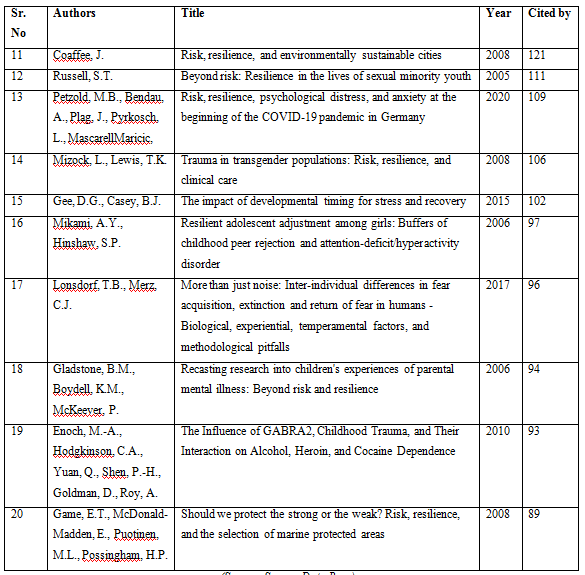 Sr. No Authors Title Year Cited by
11 Coaffee, J. Risk, resilience, and environmentally sustainable cities 2008 121
12 Russell, S.T. Beyond risk: Resilience in the lives of sexual minority youth 2005 111
13 Petzold, M.B., Bendau, Risk, resilience, psychological distress, and anxiety at the 2020 109
A., Plag, J., Pyrkosch, beginning of the COVID-19 pandemic in Germany
L., MascarellMaricic,
14 Mizock, L., Lewis, T.K. Trauma in transgender populations: Risk, resilience, and 2008 106
clinical care
15 Gee, D.G., Casey, B.J. The impact of developmental timing for stress and recovery 2015 102
16 Mikami, A.Y., Resilient adolescent adjustment among girls: Buffers of 2006 97
Hinshaw, S.P. childhood peer rejection and attention-deficit/hyperactivity
disorder
17 Lonsdorf, T.B., Merz, More than just noise: Inter-individual differences in fear 2017 96
C.J. acquisition, extinction and return of fear in humans -
Biological, experiential, temperamental factors, and
methodological pitfalls
18 Gladstone, B.M., Recasting research into children's experiences of parental 2006 94
Boydell, K.M., mental illness: Beyond risk and resilience
McKeever, P.
19 Enoch, M.-A., The Influence of GABRA2, Childhood Trauma, and Their 2010 93
Hodgkinson, C.A., Interaction on Alcohol, Heroin, and Cocaine Dependence
Yuan, Q., Shen, P.-H.,
Goldman, D., Roy, A.
20 Game, E.T., McDonald- Should we protect the strong or the weak? Risk, resilience, 2008 89
Madden, E., Puotinen, and the selection of marine protected areas
M.L., Possingham, H.P.